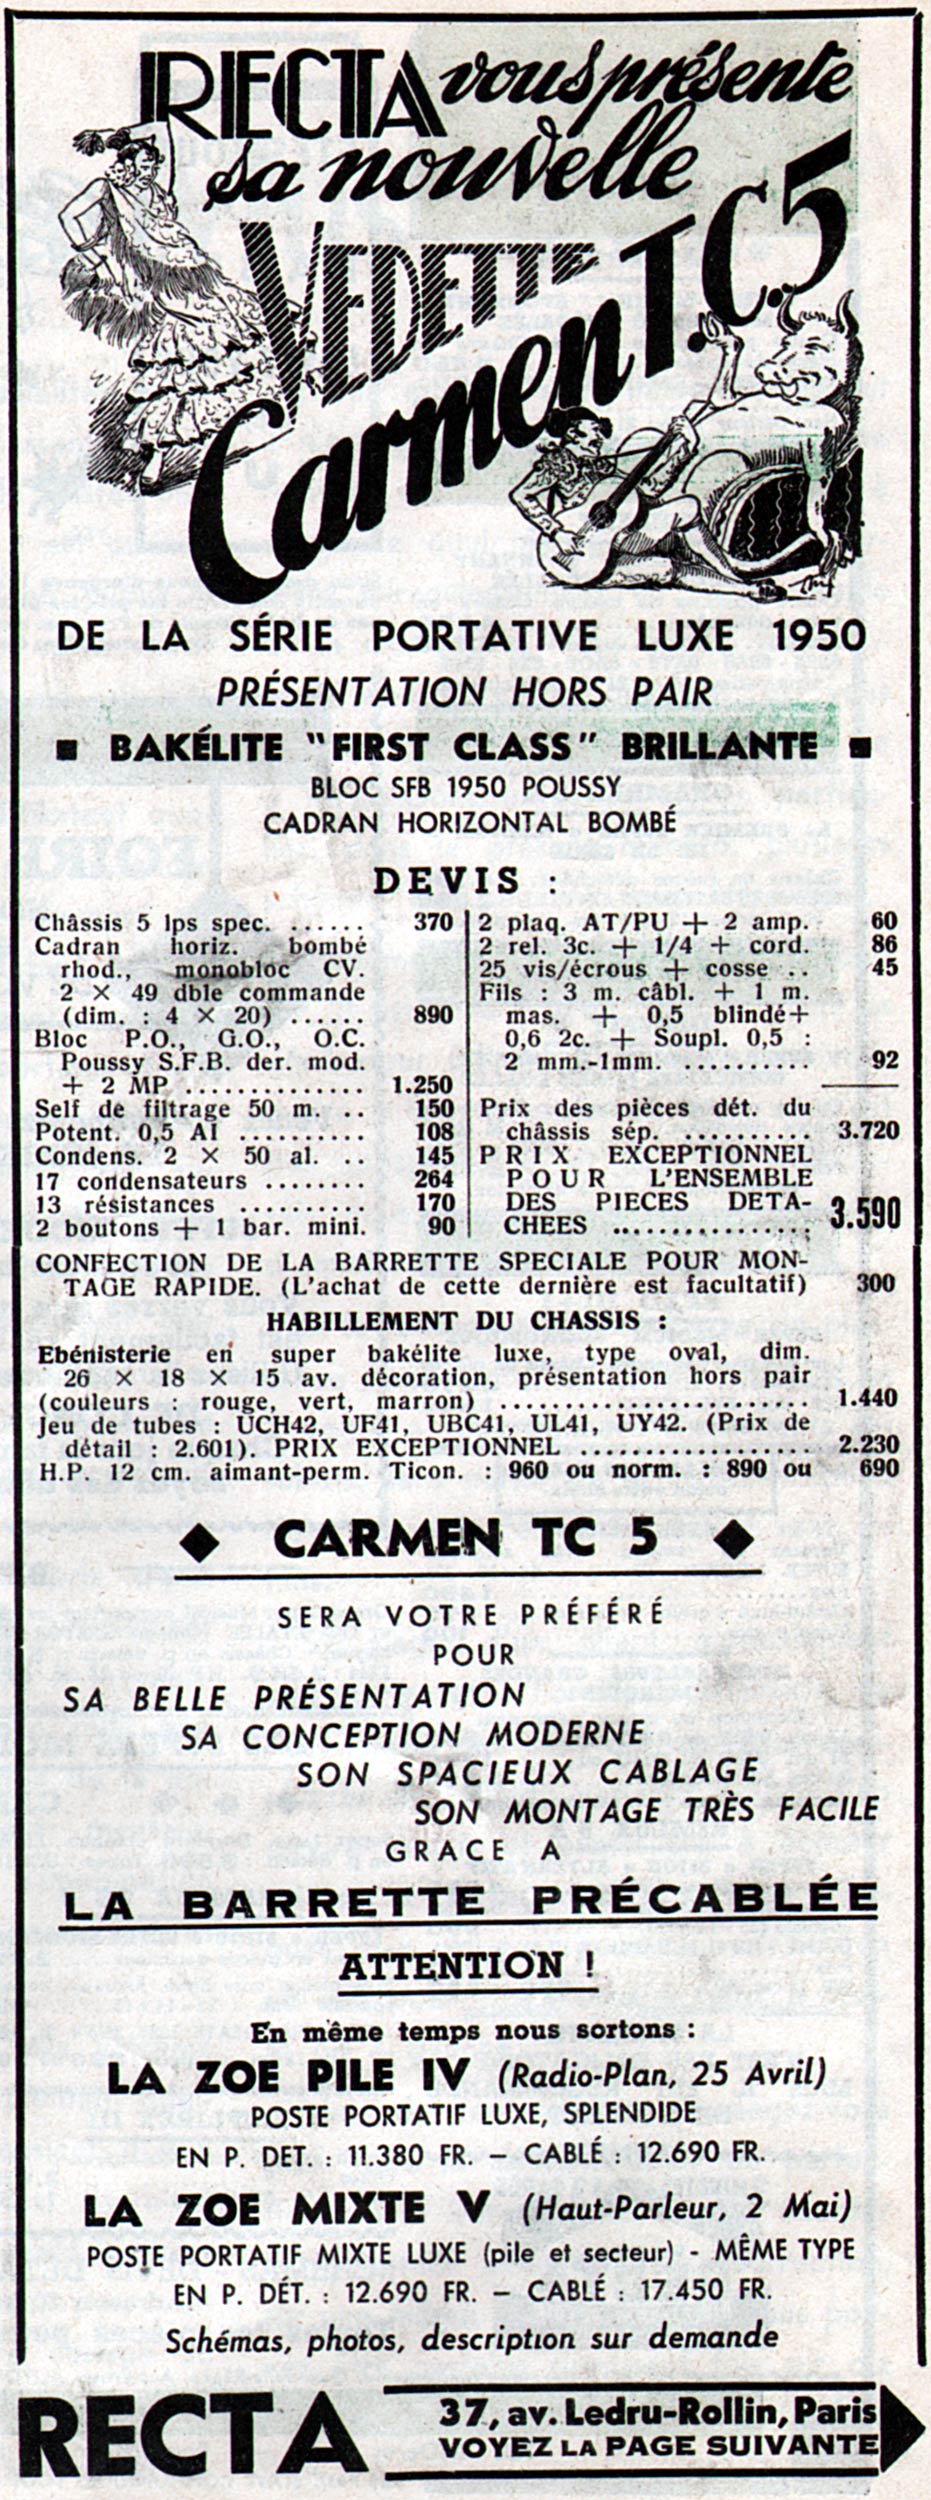 RECTA vous présente
sa nouvelle
VEDETTE
Carmen T.C.5
DE LA SÉRIE PORTATIVE LUXE 1950
PRÉSENTATION HORS PAIR
■ BAKÉLITE "FIRST CLASS" BRILLANTE ■
BLOC SFB 1950 POUSSY
CADRAN HORIZONTAL BOMBÉ
DEVIS :
Châssis 5 lps spec. ...... 370
Cadran horiz. bombé
rhod., monobloc CV.
2 × 49 dble commande
(dim. : 4 × 20) ...... 890
Bloc P.O., G.O., O.C.
Poussy S.F.B. der. mod.
+ 2 MP .............. 1.250
Self de filtrage 50 m. .. 150
Potent. 0,5 AI .......... 108
Condens. 2 × 50 al. .. 145
17 condensateurs ........ 264
13 résistances .......... 170
2 boutons + 1 bar. mini. 90
2 plaq. AT/PU + 2 amp. 60
2 rel. 3c. + 1/4 + cord. 86
25 vis/écrous + cosse .. 45
Fils : 3 m. câbl. + 1 m.
mas. + 0,5 blindé+
0,6 2c. + Soupl. 0,5 :
2 mm.-1mm. .......... 92
Prix des pièces dét. du
châssis sép. .......... 3.720
PRIX EXCEPTIONNEL
POUR L'ENSEMBLE
DES PIECES DETA-
CHEES ................ 3.590
CONFECTION DE LA BARRETTE SPECIALE POUR MON-
TAGE RAPIDE. (L'achat de cette dernière est facultatif) 300
HABILLEMENT DU CHASSIS :
Ebénisterie en super bakélite luxe, type oval, dim.
26 × 18 × 15 av. décoration, présentation hors pair
(couleurs : rouge, vert, marron) ........................ 1.440
Jeu de tubes : UCH42, UF41, UBC41, UL41, UY42. (Prix de
détail : 2.601). PRIX EXCEPTIONNEL .................. 2.230
H.P. 12 cm. aimant-perm. Ticon. : 960 ou norm. : 890 ou 690
◆ CARMEN TC 5 ◆
SERA VOTRE PRÉFÉRÉ
POUR
SA BELLE PRÉSENTATION
SA CONCEPTION MODERNE
SON SPACIEUX CABLAGE
SON MONTAGE TRÈS FACILE
GRACE A
LA BARRETTE PRÉCABLÉE
ATTENTION !
En même temps nous sortons :
LA ZOE PILE IV (Radio-Plan, 25 Avril)
POSTE PORTATIF LUXE, SPLENDIDE
EN P. DET. : 11.380 FR. – CABLÉ : 12.690 FR.
LA ZOE MIXTE V (Haut-Parleur, 2 Mai)
POSTE PORTATIF MIXTE LUXE (pile et secteur) - MÊME TYPE
EN P. DÉT. : 12.690 FR. – CABLÉ : 17.450 FR.
Schémas, photos, description sur demande
RECTA
37, av. Ledru-Rollin, Paris
VOYEZ LA PAGE SUIVANTE